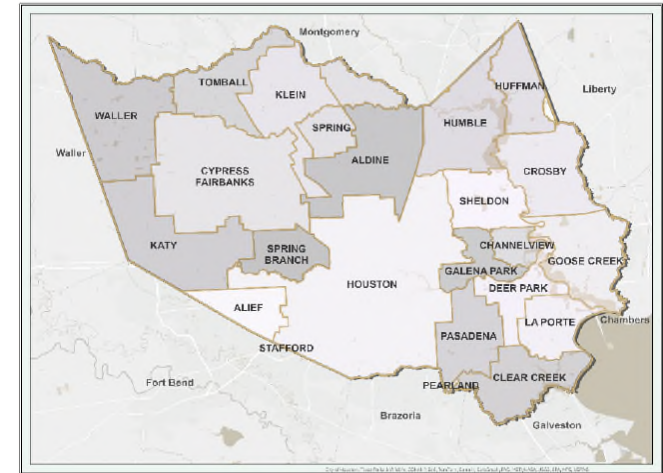 Montgomery
TOMBALL
KLEIN
HUFFMAN
Liberty
WALLER
SPRING
HUMBLE
Waller
ALDINE
CYPRESS
FAIRBANKS
CROSBY
SHELDON
KATY
SPRING
BRANCH
CHANNELVIEW
GOOSE CREEK
GALENA PARK
HOUSTON
DEER PARK
ALIEF
LA PORTE
Chambers
PASADENA
STAFFORD
CLEAR CREEK
Fort Bend
PEARLAND
Brazoria
Galveston